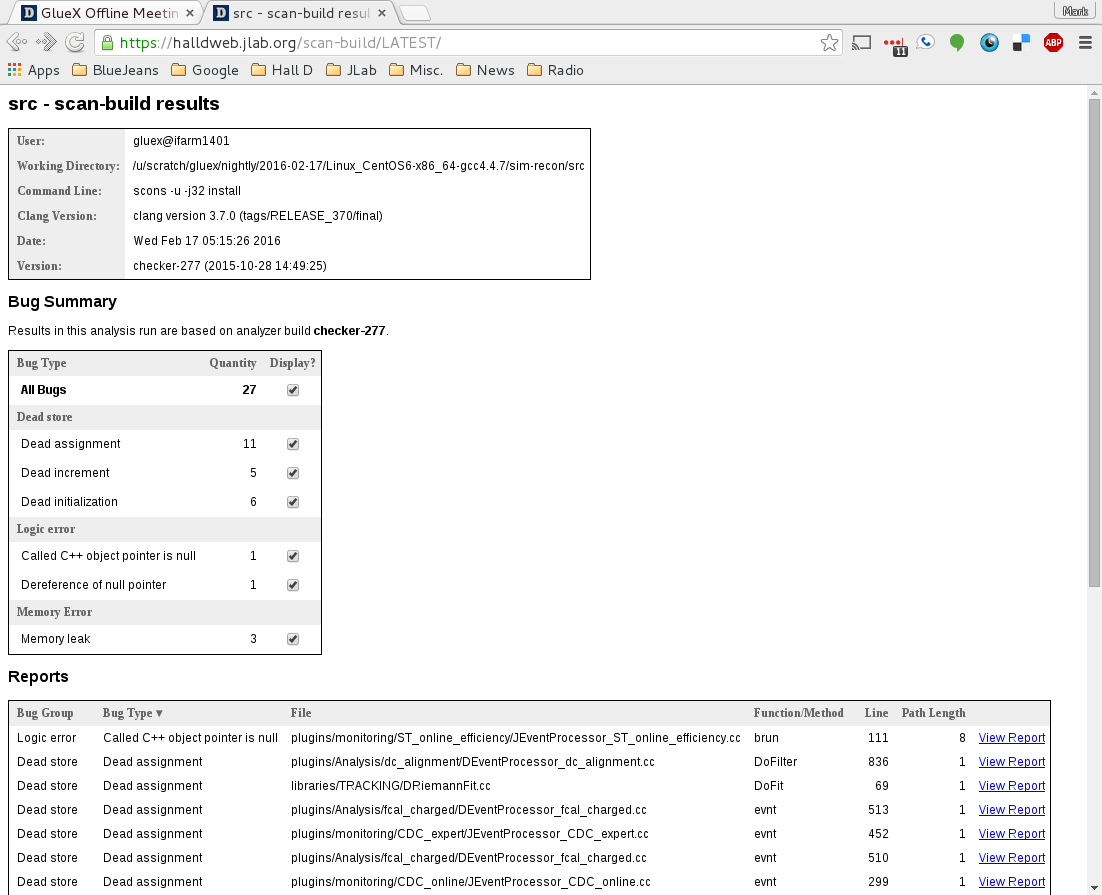 GlueX Offline Meetin
src - scan-build resul
Mark
https://halldweb.jlab.org/scan-build/LATEST/
11
ABP
Apps BlueJeans Google Hall D JLab Misc. News Radio
src - scan-build results
User: gluex@ifarm1401
Working Directory: /u/scratch/gluex/nightly/2016-02-17/Linux_CentOS6-x86_64-gcc4.4.7/sim-recon/src
Command Line: scons -u -j32 install
Clang Version: clang version 3.7.0 (tags/RELEASE_370/final)
Date: Wed Feb 17 05:15:26 2016
Version: checker-277 (2015-10-28 14:49:25)
Bug Summary
Results in this analysis run are based on analyzer build checker-277.
Bug Type Quantity Display?
All Bugs 27
Dead store
Dead assignment 11
Dead increment 5
Dead initialization 6
Logic error
Called C++ object pointer is null 1
Dereference of null pointer 1
Memory Error
Memory leak 3
Reports
Bug Group Bug Type ▾ File Function/Method Line Path Length
Logic error Called C++ object pointer is null plugins/monitoring/ST_online_efficiency/JEventProcessor_ST_online_efficiency.cc brun 111 8 View Report
Dead store Dead assignment plugins/Analysis/dc_alignment/DEventProcessor_dc_alignment.cc DoFilter 836 1 View Report
Dead store Dead assignment libraries/TRACKING/DRiemannFit.cc DoFit 69 1 View Report
Dead store Dead assignment plugins/Analysis/fcal_charged/DEventProcessor_fcal_charged.cc evnt 513 1 View Report
Dead store Dead assignment plugins/monitoring/CDC_expert/JEventProcessor_CDC_expert.cc evnt 452 1 View Report
Dead store Dead assignment plugins/Analysis/fcal_charged/DEventProcessor_fcal_charged.cc evnt 510 1 View Report
Dead store Dead assignment plugins/monitoring/CDC_online/JEventProcessor_CDC_online.cc evnt 299 1 View Report